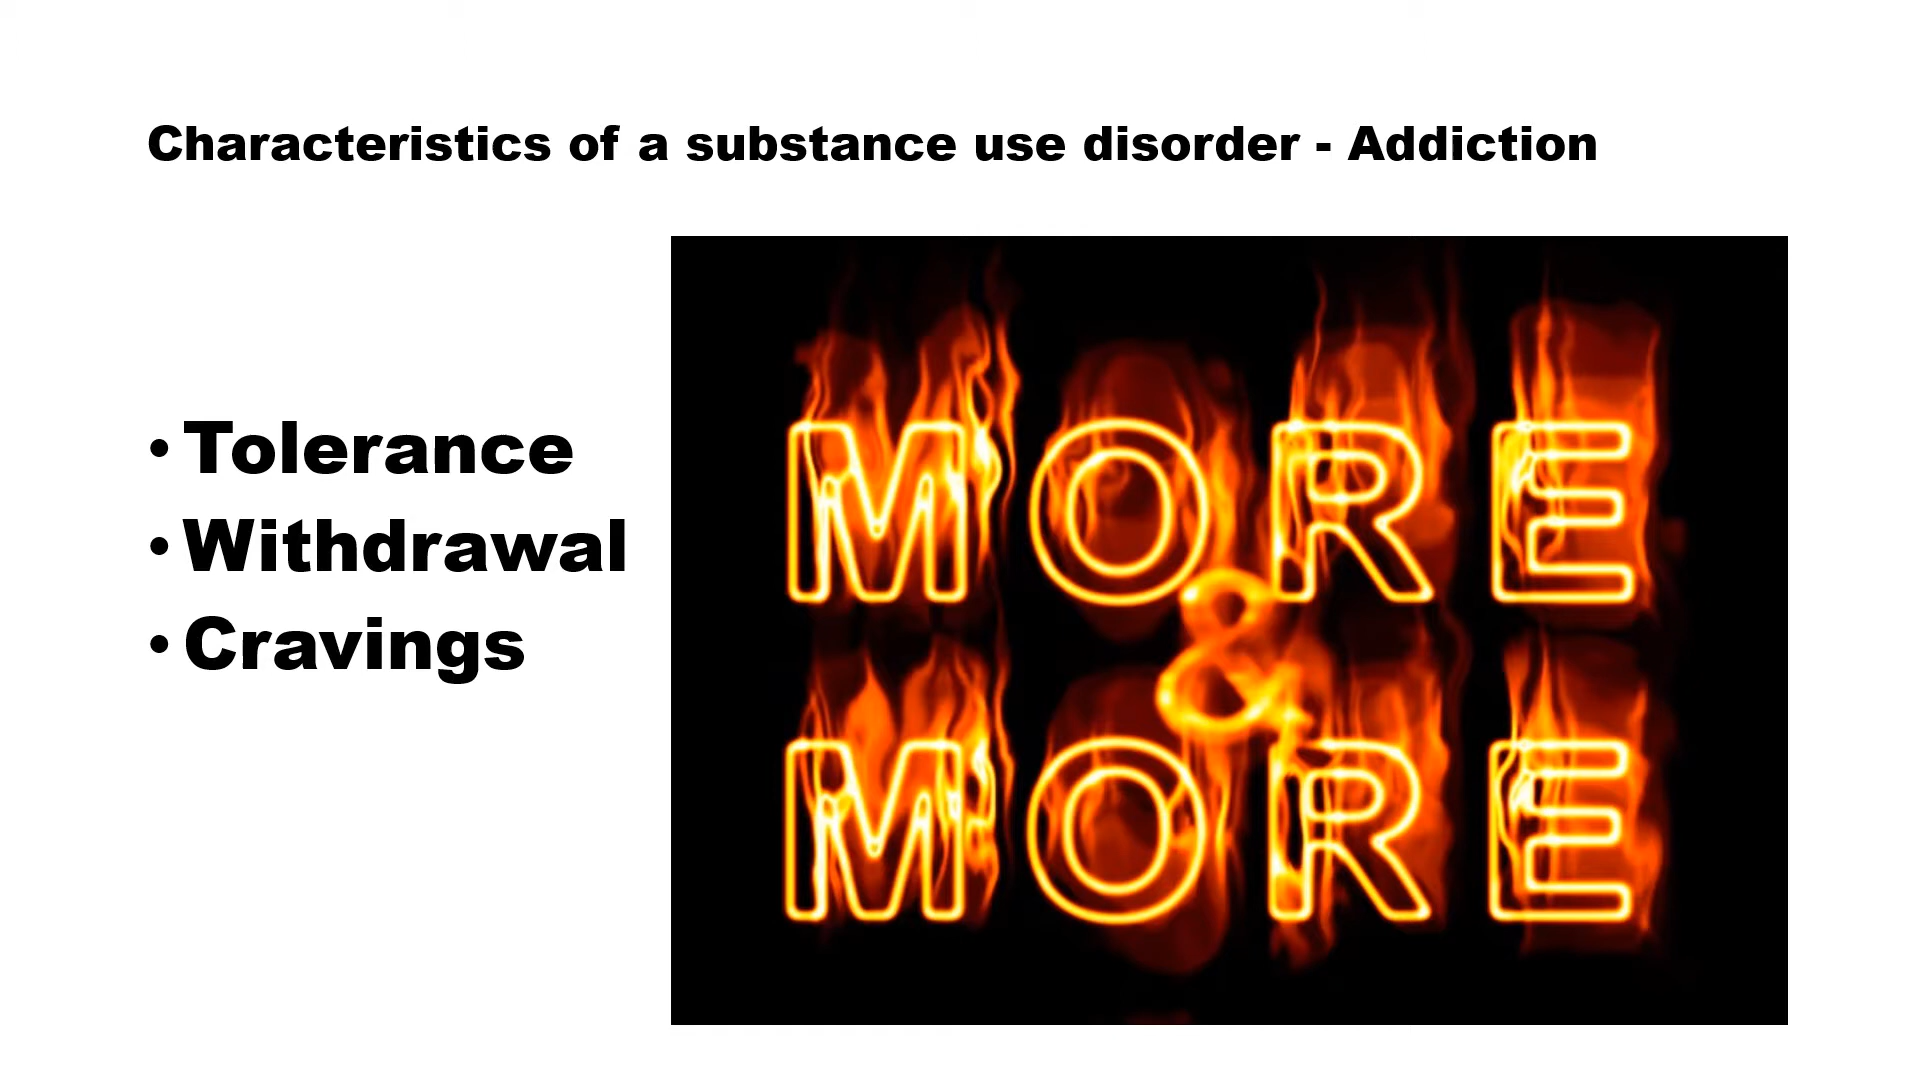 Characteristics of a substance use disorder - Addiction
• Tolerance
• Withdrawal
• Cravings
MORE
&
MORE